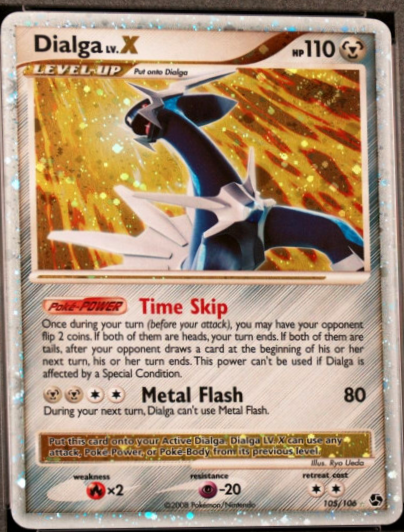 Dialga LV.X HP 110
LEVEL-UP Put onto Dialga
Poké-POWER Time Skip
Once during your turn (before your attack), you may have your opponent
flip 2 coins. If both of them are heads, your turn ends. If both of them are
tails, after your opponent draws a card at the beginning of his or her
next turn, his or her turn ends. This power can't be used if Dialga is
affected by a Special Condition.
Metal Flash 80
During your next turn, Dialga can't use Metal Flash.
Put this card onto your Active Dialga. Dialga LV.X can use any
attack, Poké-Power, or Poké-Body from its previous level.
Illus. Ryo Ueda
weakness resistance retreat cost
×2 -20
©2008 Pokémon/Nintendo 105/106